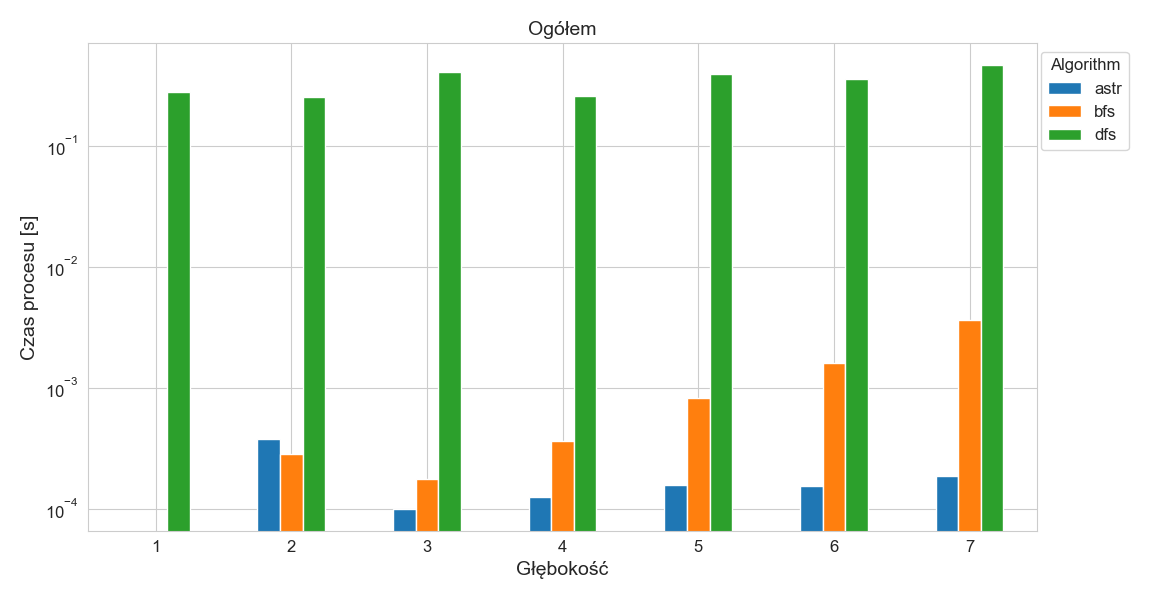 Ogółem
Algorithm
astr
bfs
dfs
Czas procesu [s]
10⁻¹
10⁻²
10⁻³
10⁻⁴
1 2 3 4 5 6 7
Głębokość